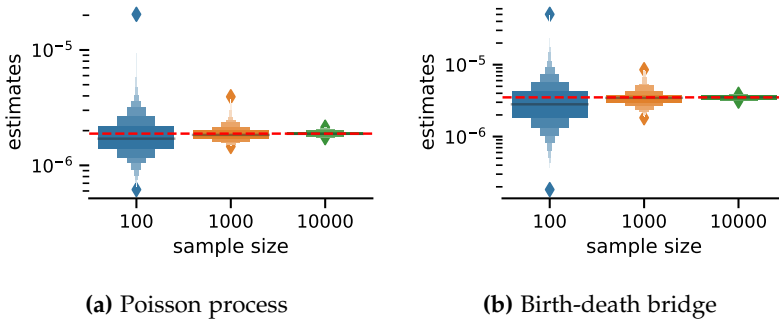 estimates
10⁻⁵
10⁻⁶
100
1000
10000
sample size
(a) Poisson process
estimates
10⁻⁵
10⁻⁶
100
1000
10000
sample size
(b) Birth-death bridge